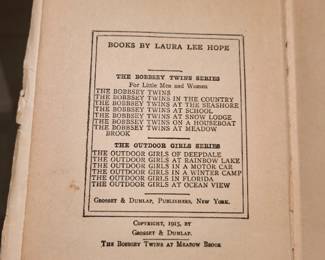 BOOKS BY LAURA LEE HOPE
THE BOBBSEY TWINS SERIES
For Little Men and Women
THE BOBBSEY TWINS
THE BOBBSEY TWINS IN THE COUNTRY
THE BOBBSEY TWINS AT THE SEASHORE
THE BOBBSEY TWINS AT SCHOOL
THE BOBBSEY TWINS AT SNOW LODGE
THE BOBBSEY TWINS ON A HOUSEBOAT
THE BOBBSEY TWINS AT MEADOW
BROOK
THE OUTDOOR GIRLS SERIES
THE OUTDOOR GIRLS OF DEEPDALE
THE OUTDOOR GIRLS AT RAINBOW LAKE
THE OUTDOOR GIRLS IN A MOTOR CAR
THE OUTDOOR GIRLS IN A WINTER CAMP
THE OUTDOOR GIRLS IN FLORIDA
THE OUTDOOR GIRLS AT OCEAN VIEW
GROSSET & DUNLAP, PUBLISHERS, NEW YORK.
COPYRIGHT, 1915, BY
GROSSET & DUNLAP.
THE BOBBSEY TWINS AT MEADOW BROOK